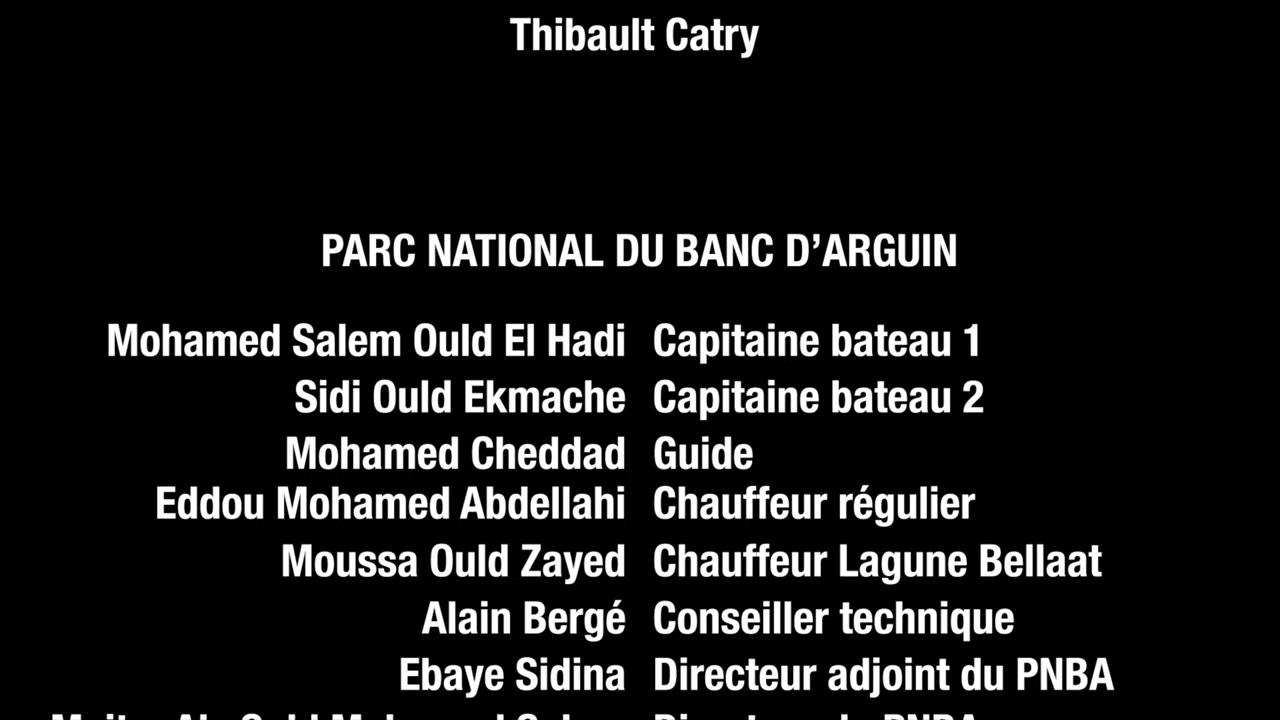 Thibault Catry
PARC NATIONAL DU BANC D’ARGUIN
Mohamed Salem Ould El Hadi Capitaine bateau 1
Sidi Ould Ekmache Capitaine bateau 2
Mohamed Cheddad Guide
Eddou Mohamed Abdellahi Chauffeur régulier
Moussa Ould Zayed Chauffeur Lagune Bellaat
Alain Bergé Conseiller technique
Ebaye Sidina Directeur adjoint du PNBA